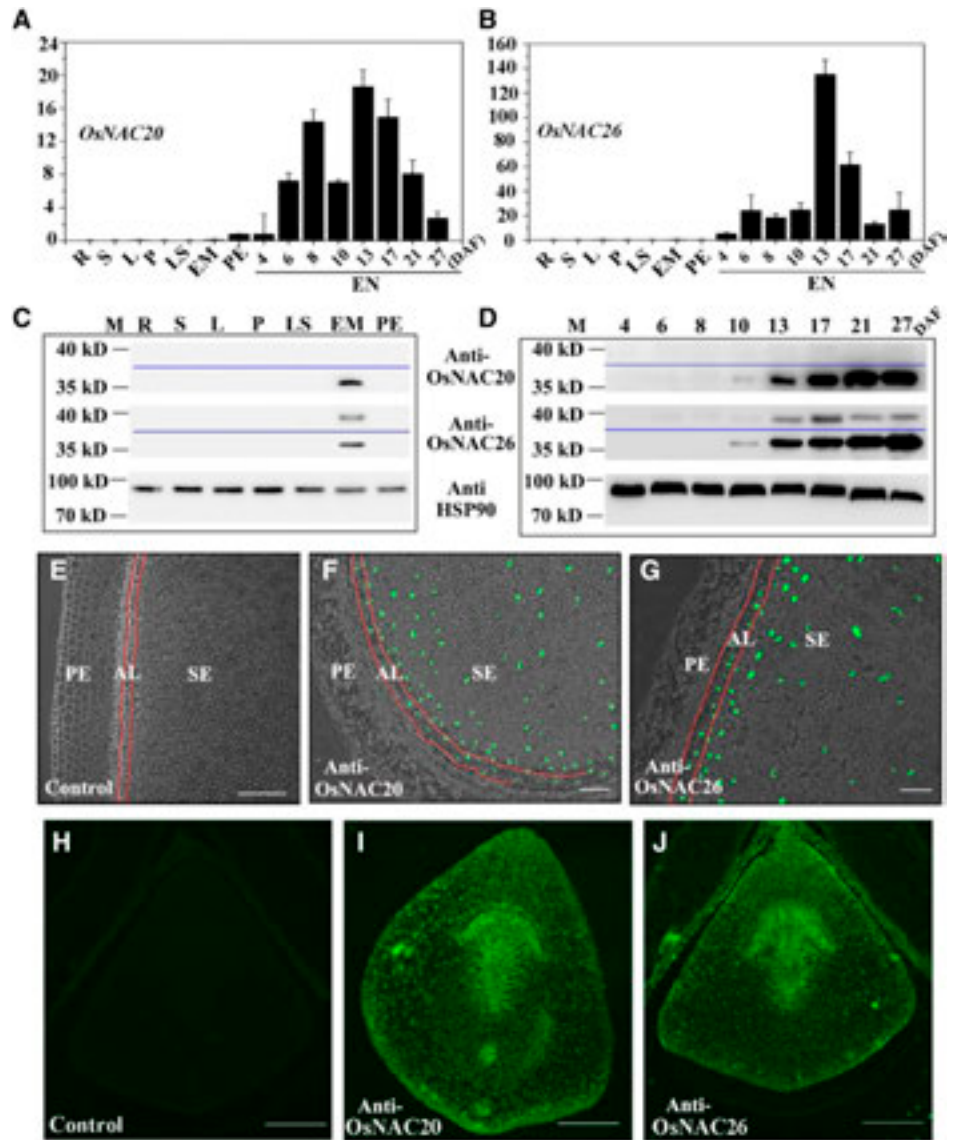 A
24
20
16
12
8
4
0
OsNAC20
R S L P LS EM PE 4 6 8 10 13 17 21 27 (DAF)
EN
B
160
140
120
100
80
60
40
20
0
OsNAC26
R S L P LS EM PE 4 6 8 10 13 17 21 27 (DAF)
EN
C
M R S L P LS EM PE
40 kD
35 kD
40 kD
35 kD
100 kD
70 kD
Anti-
OsNAC20
Anti-
OsNAC26
Anti
HSP90
D
M 4 6 8 10 13 17 21 27 DAF
40 kD
35 kD
40 kD
35 kD
100 kD
70 kD
E
PE AL SE
Control
F
PE AL SE
Anti-
OsNAC20
G
PE AL SE
Anti-
OsNAC26
H
Control
I
Anti-
OsNAC20
J
Anti-
OsNAC26